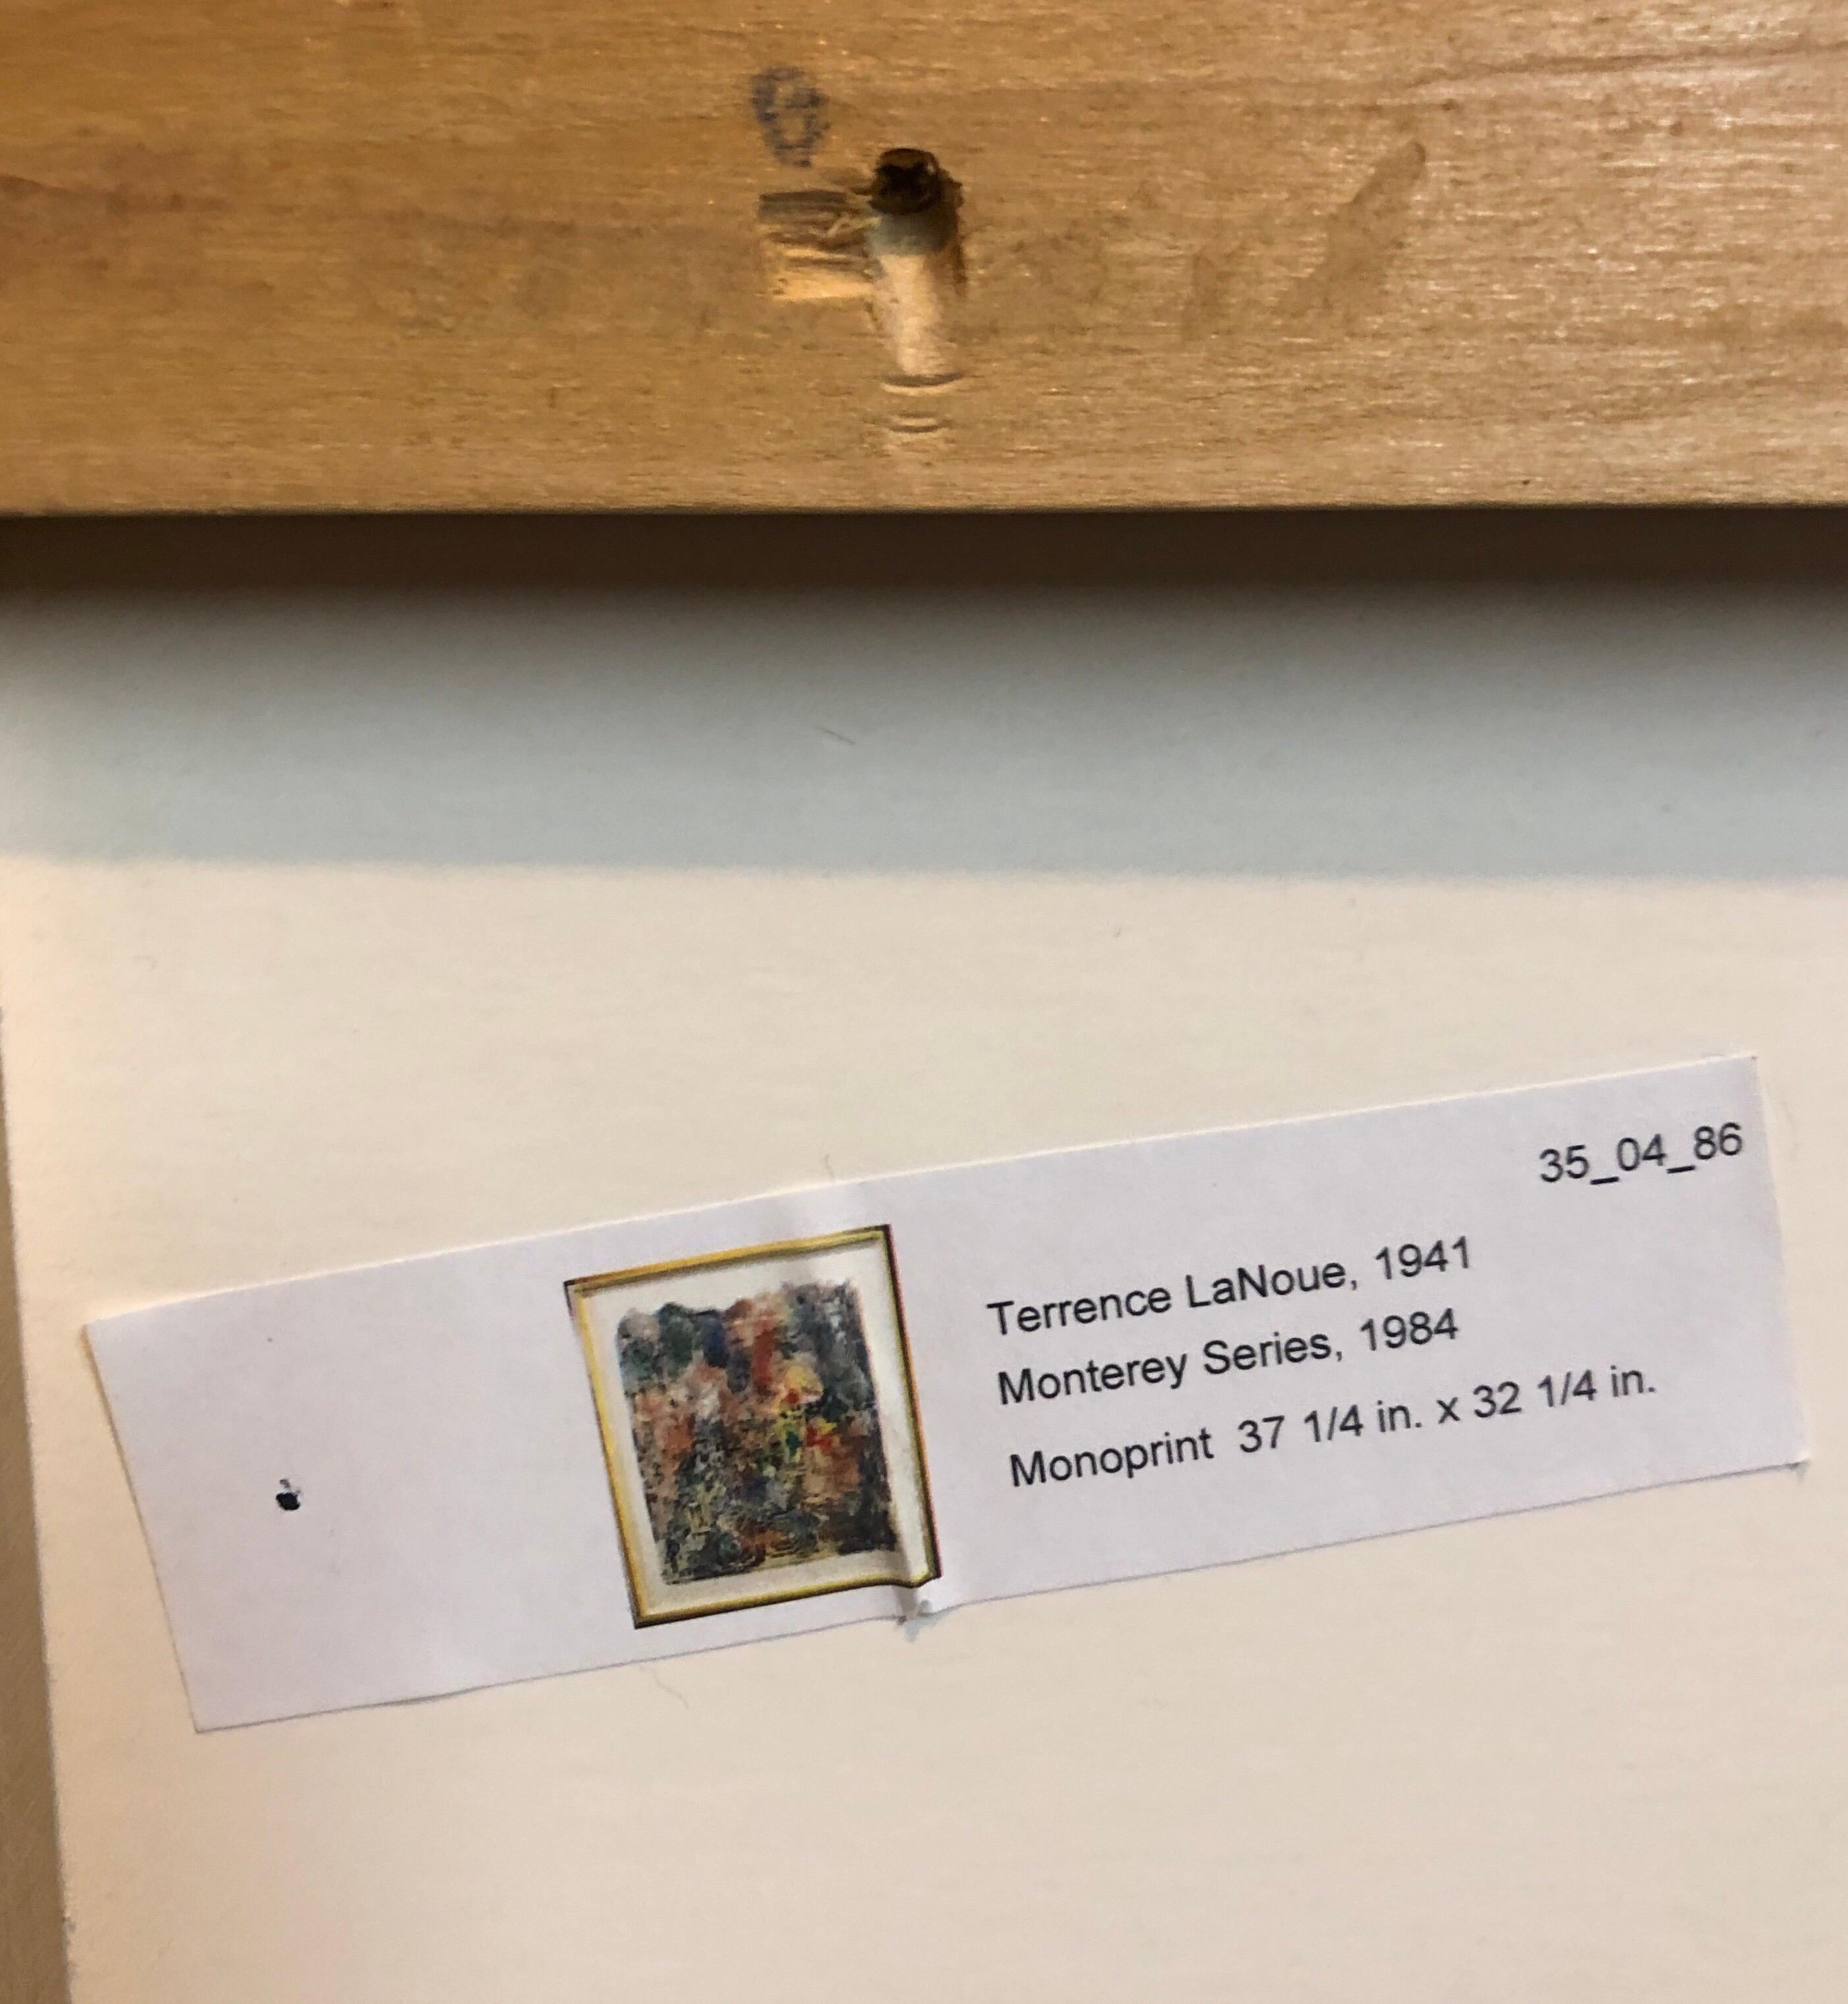 35_04_86
Terrence LaNoue, 1941
Monterey Series, 1984
Monoprint 37 1/4 in. x 32 1/4 in.